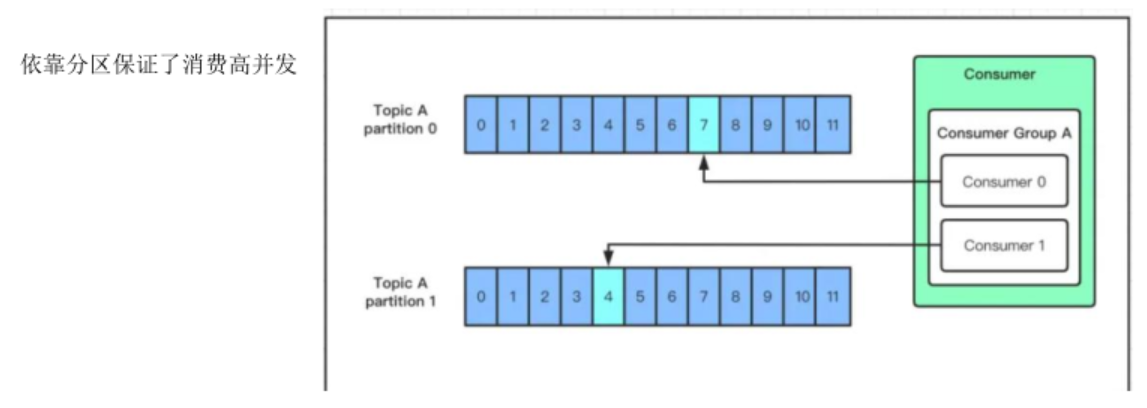 依靠分区保证了消费高并发
Consumer
Topic A
partition 0
0 1 2 3 4 5 6 7 8 9 10 11
Consumer Group A
Consumer 0
Consumer 1
Topic A
partition 1
0 1 2 3 4 5 6 7 8 9 10 11